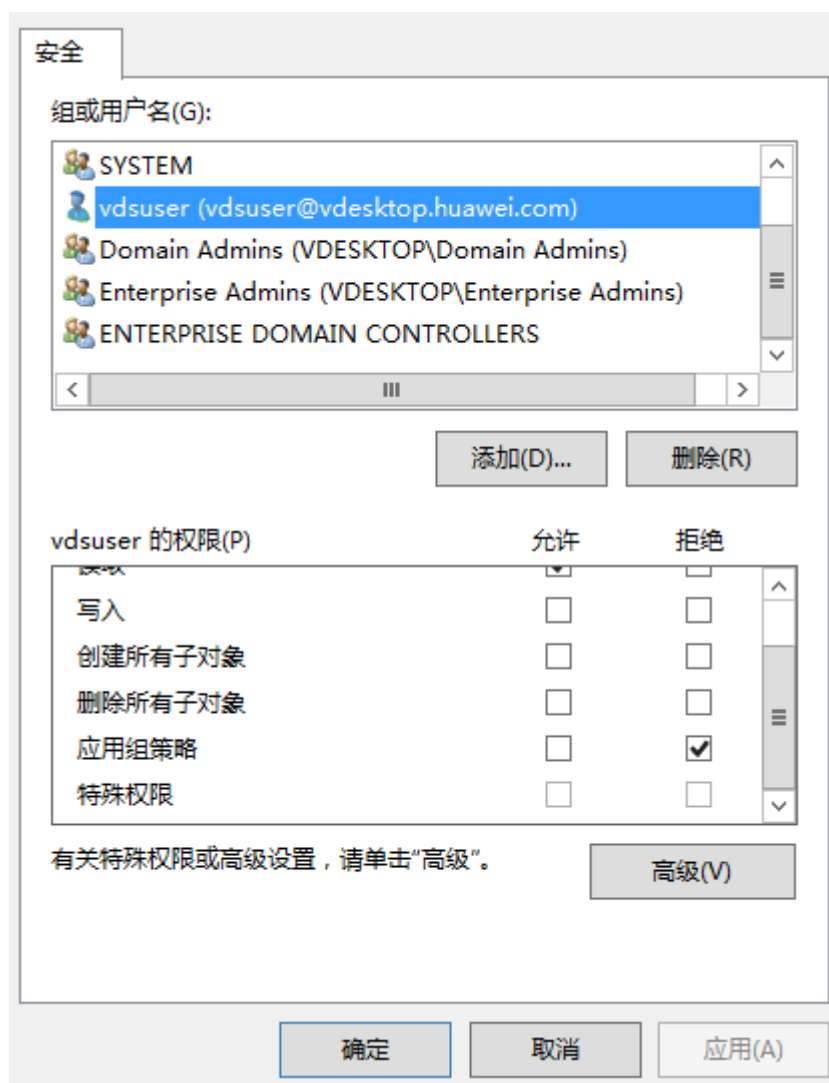 安全
组或用户名(G):
SYSTEM
vdsuser (vdsuser@vdesktop.huawei.com)
Domain Admins (VDESKTOP\Domain Admins)
Enterprise Admins (VDESKTOP\Enterprise Admins)
ENTERPRISE DOMAIN CONTROLLERS
添加(D)... 删除(R)
vdsuser 的权限(P) 允许 拒绝
读取
写入
创建所有子对象
删除所有子对象
应用组策略
特殊权限
有关特殊权限或高级设置，请单击“高级”。 高级(V)
确定 取消 应用(A)